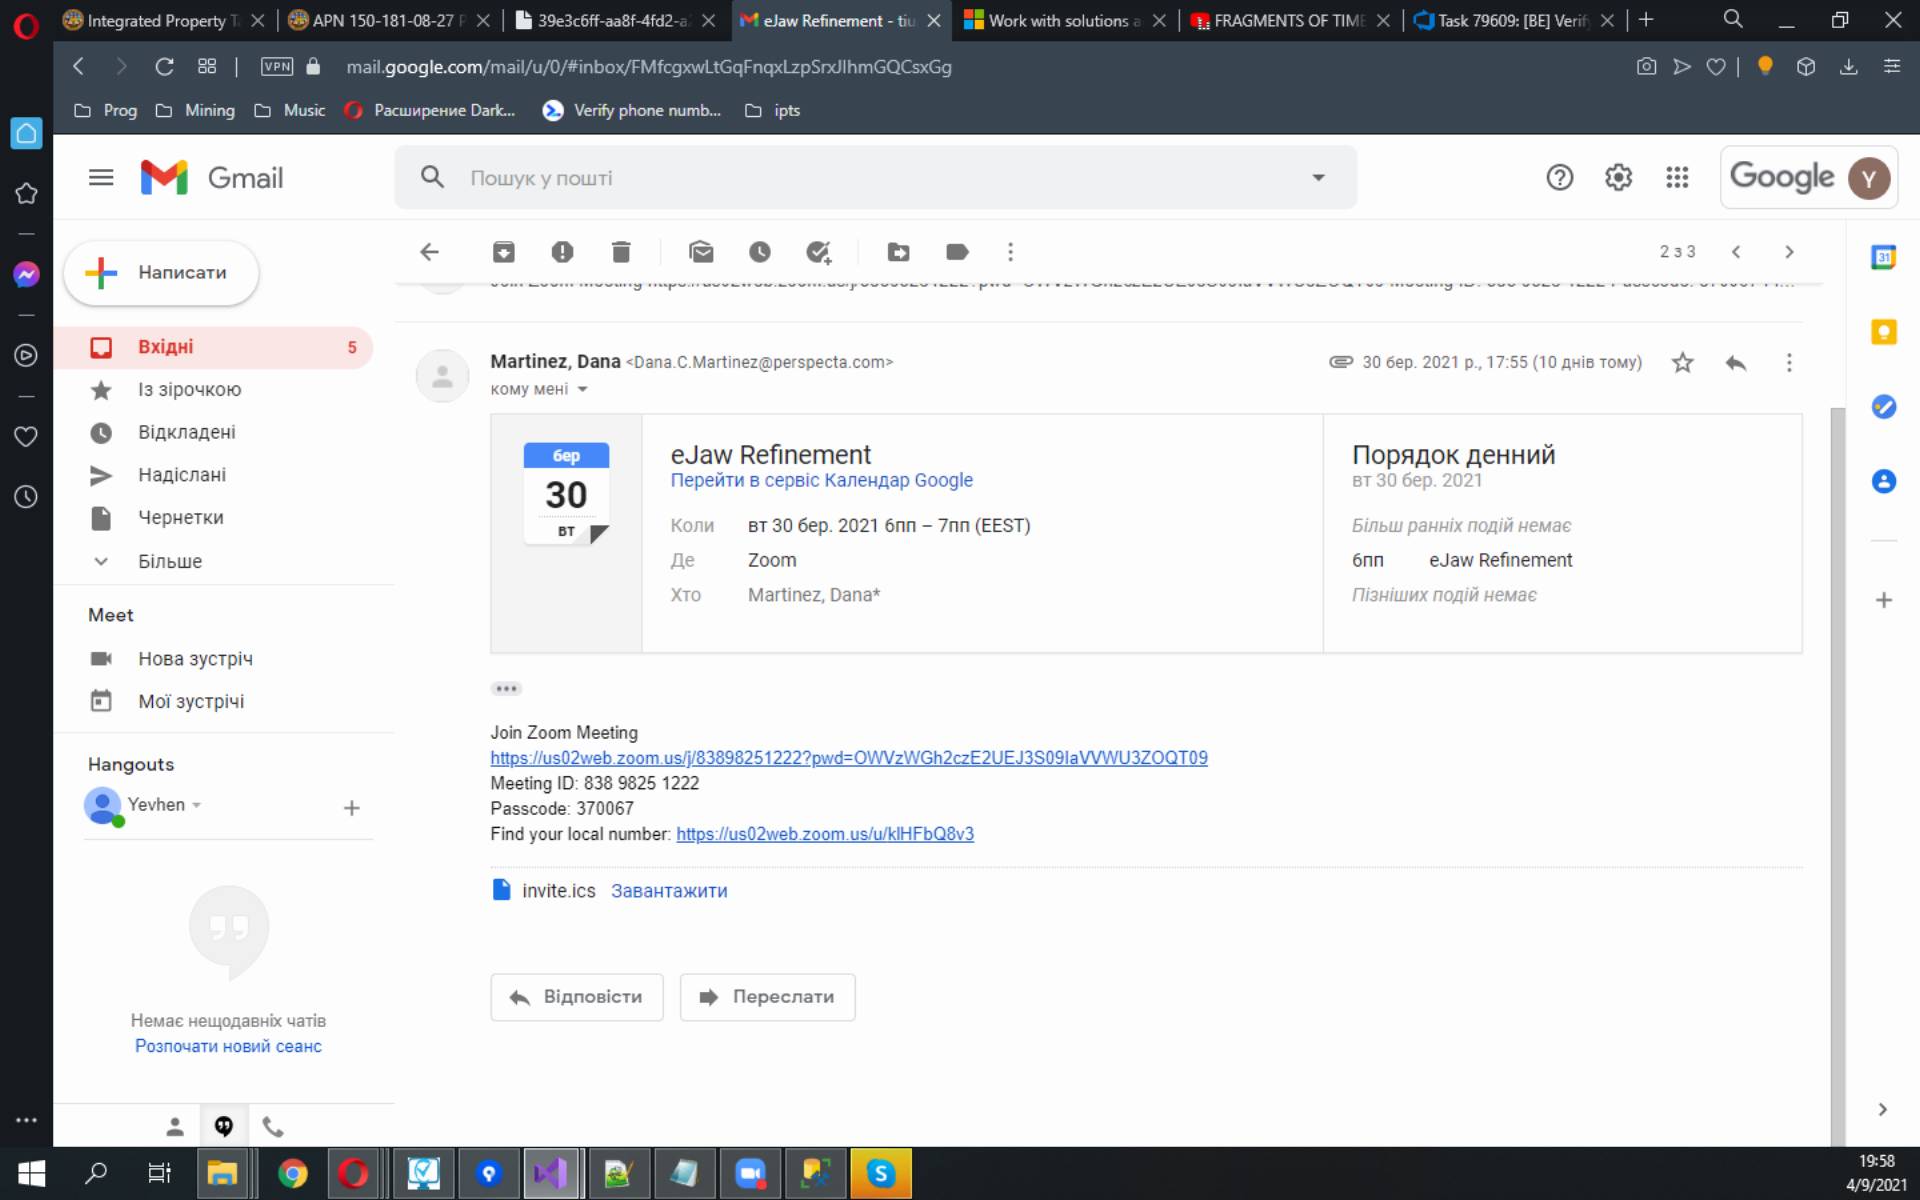 Integrated Property T
APN 150-181-08-27 P
39e3c6ff-aa8f-4fd2-a
eJaw Refinement - tiu
Work with solutions a
FRAGMENTS OF TIME
Task 79609: [BE] Verify
VPN
mail.google.com/mail/u/0/#inbox/FMfcgxwLtGqFnqxLzpSrxJlhmGQCsxGg
Prog
Mining
Music
Расширение Dark...
Verify phone numb...
ipts
Gmail
Пошук у пошті
Google
Y
Написати
2 з 3
Вхідні 5
Із зірочкою
Відкладені
Надіслані
Чернетки
Більше
Meet
Нова зустріч
Мої зустрічі
Hangouts
Yevhen
Немає нещодавніх чатів
Розпочати новий сеанс
Martinez, Dana <Dana.C.Martinez@perspecta.com>
30 бер. 2021 р., 17:55 (10 днів тому)
кому мені
бер
30
вт
eJaw Refinement
Перейти в сервіс Календар Google
Коли вт 30 бер. 2021 6пп – 7пп (EEST)
Де Zoom
Хто Martinez, Dana*
Порядок денний
вт 30 бер. 2021
Більш ранніх подій немає
6пп eJaw Refinement
Пізніших подій немає
Join Zoom Meeting
https://us02web.zoom.us/j/83898251222?pwd=OWVzWGh2czE2UEJ3S09IaVVWU3ZOQT09
Meeting ID: 838 9825 1222
Passcode: 370067
Find your local number: https://us02web.zoom.us/u/klHFbQ8v3
invite.ics Завантажити
Відповісти
Переслати
31
19:58
4/9/2021